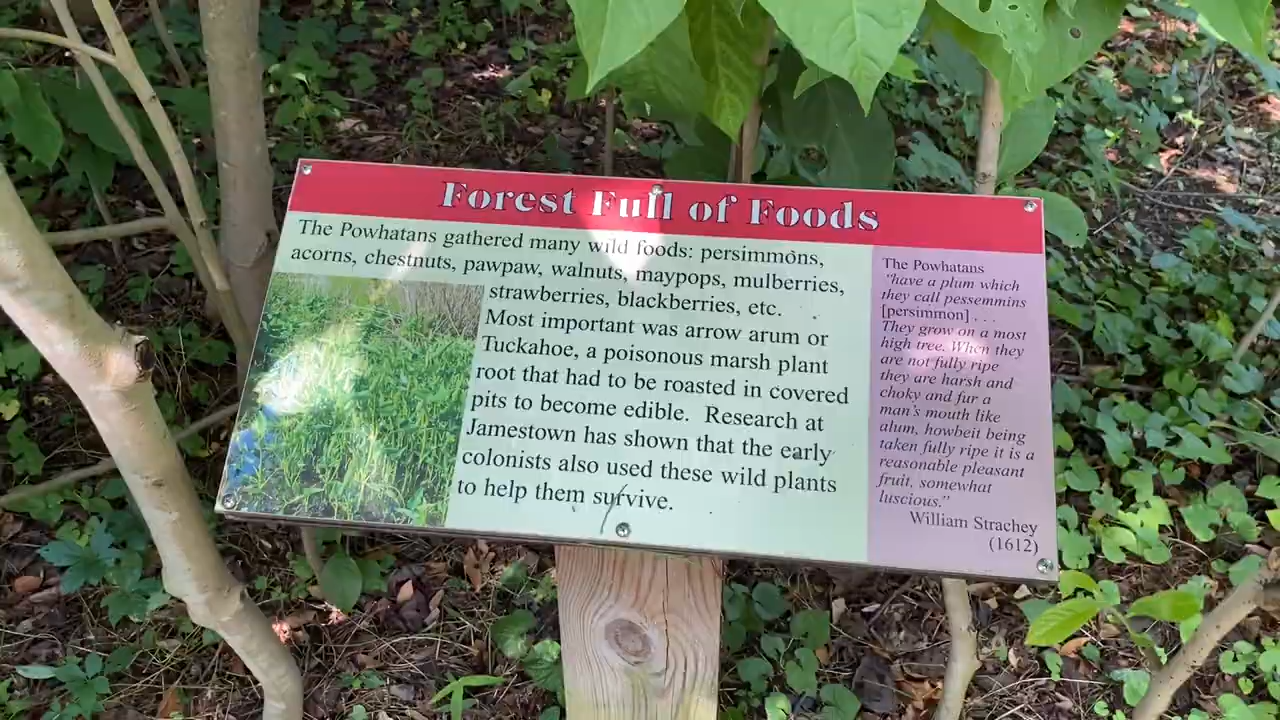 Forest Full of Foods
The Powhatans gathered many wild foods: persimmons,
acorns, chestnuts, pawpaw, walnuts, maypops, mulberries,
strawberries, blackberries, etc.
Most important was arrow arum or
Tuckahoe, a poisonous marsh plant
root that had to be roasted in covered
pits to become edible. Research at
Jamestown has shown that the early
colonists also used these wild plants
to help them survive.
The Powhatans
"have a plum which
they call pessemmins
[persimmon] . . .
They grow on a most
high tree. When they
are not fully ripe
they are harsh and
choky and fur a
man's mouth like
alum, howbeit being
taken fully ripe it is a
reasonable pleasant
fruit, somewhat
luscious."
William Strachey
(1612)